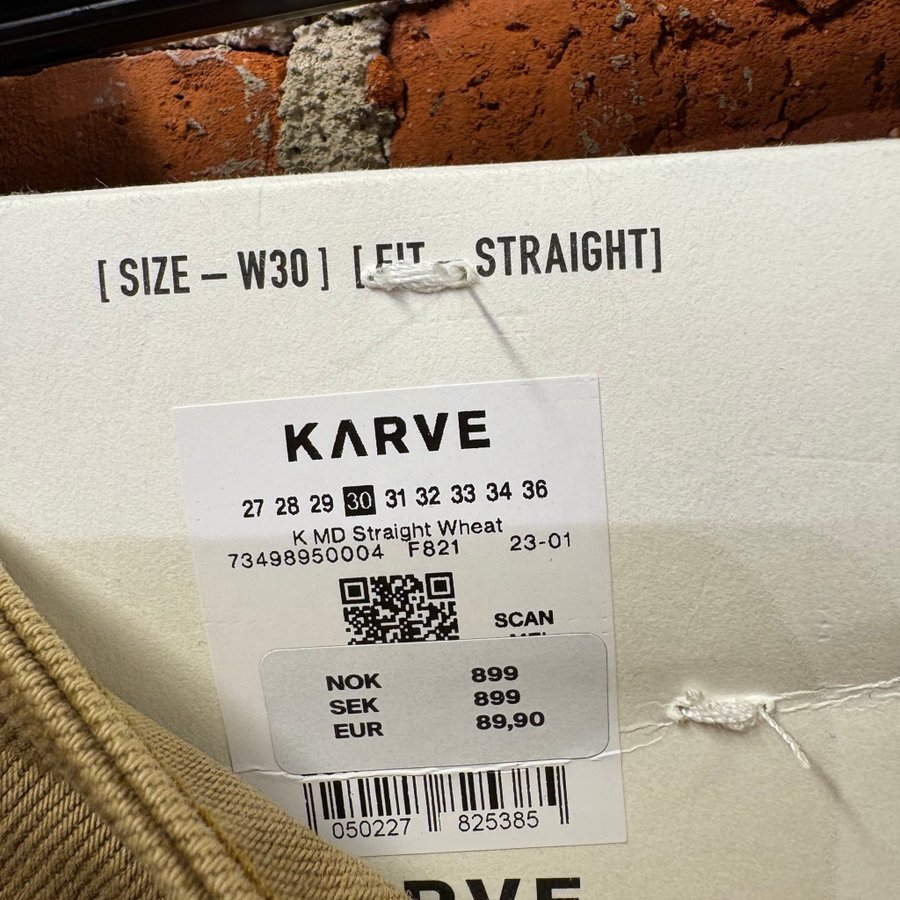 [ SIZE – W30 ] [ FIT – STRAIGHT]
KARVE
27 28 29 30 31 32 33 34 36
K MD Straight Wheat
73498950004 F821 23-01
SCAN
NOK 899
SEK 899
EUR 89,90
050227 825385